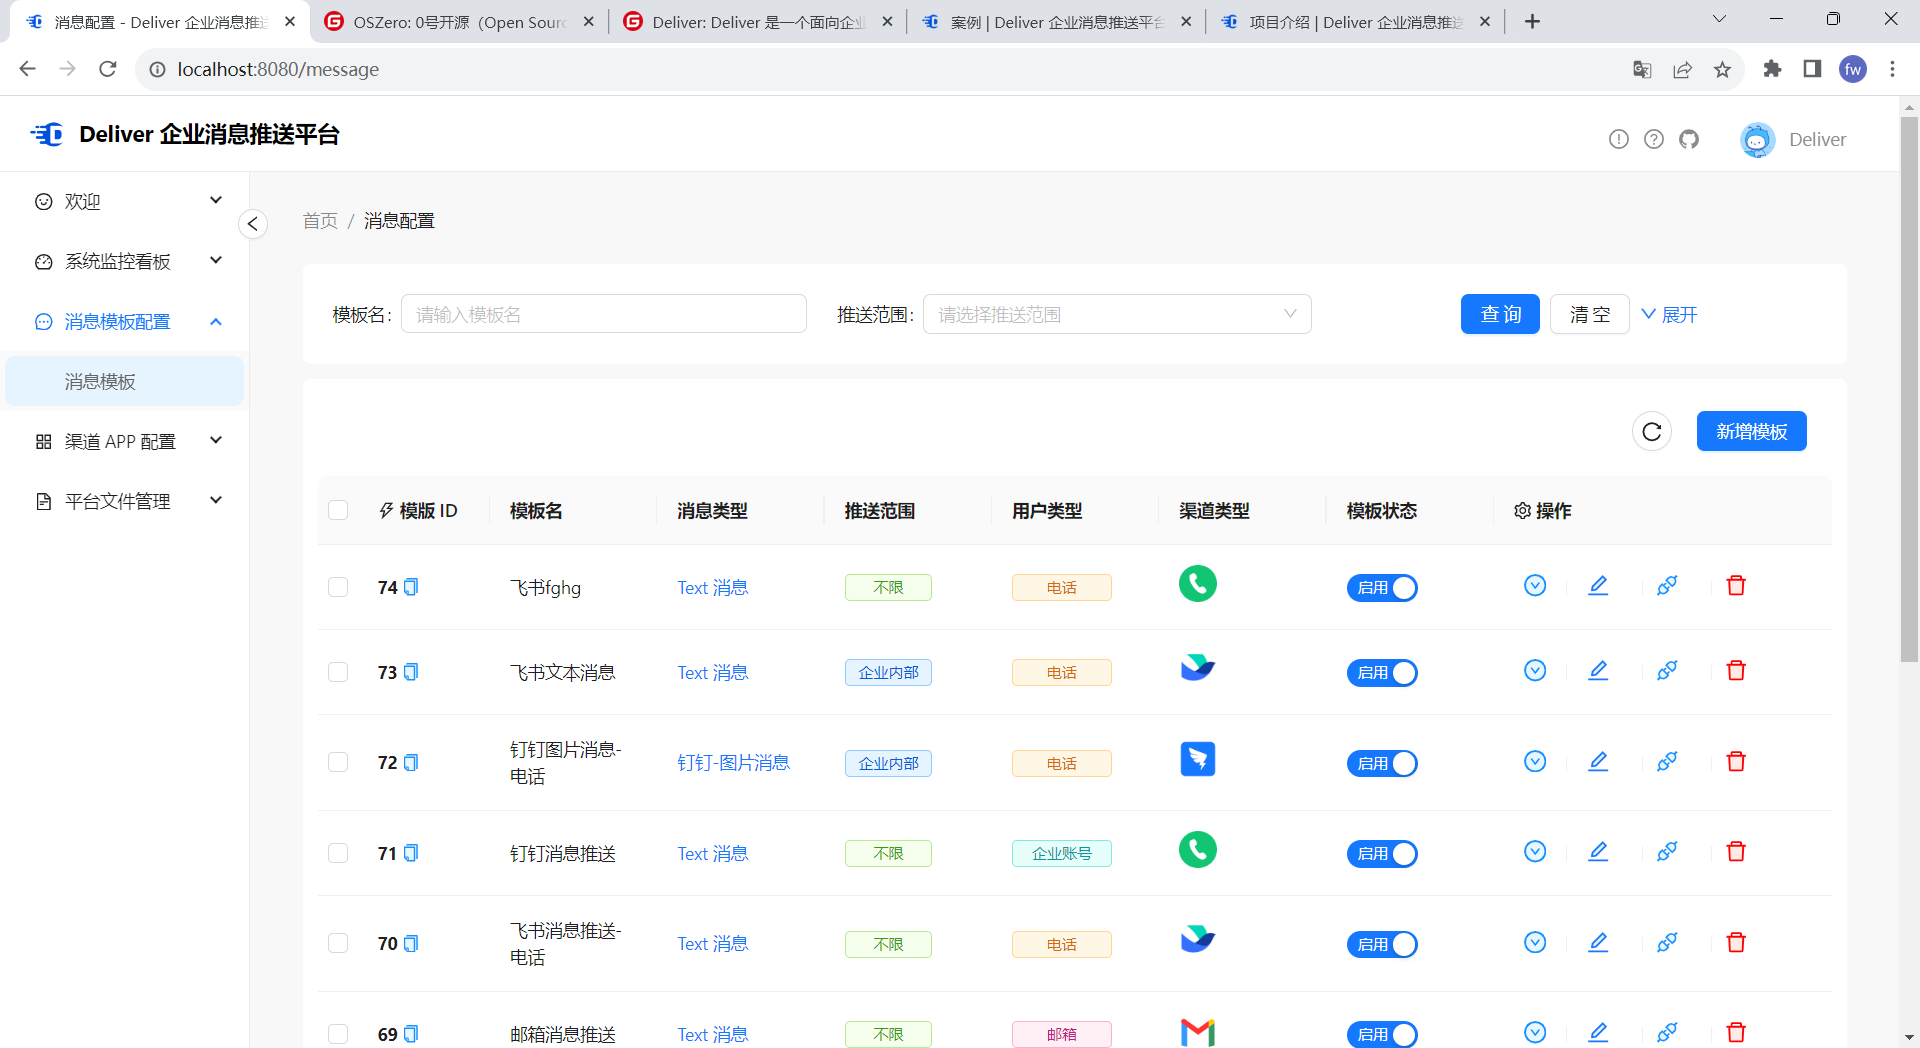 消息配置 - Deliver 企业消息推送
OSZero: 0号开源（Open Sourc
Deliver: Deliver 是一个面向企业
案例 | Deliver 企业消息推送平台
项目介绍 | Deliver 企业消息推送
localhost:8080/message
fw
Deliver 企业消息推送平台
Deliver
欢迎
系统监控看板
消息模板配置
消息模板
渠道 APP 配置
平台文件管理
首页 / 消息配置
模板名: 请输入模板名 推送范围: 请选择推送范围 查 询 清 空 展开
新增模板
模版 ID 模板名 消息类型 推送范围 用户类型 渠道类型 模板状态 操作
74 飞书fghg Text 消息 不限 电话 启用
73 飞书文本消息 Text 消息 企业内部 电话 启用
72 钉钉图片消息-
电话 钉钉-图片消息 企业内部 电话 启用
71 钉钉消息推送 Text 消息 不限 企业账号 启用
70 飞书消息推送-
电话 Text 消息 不限 电话 启用
69 邮箱消息推送 Text 消息 不限 邮箱 启用